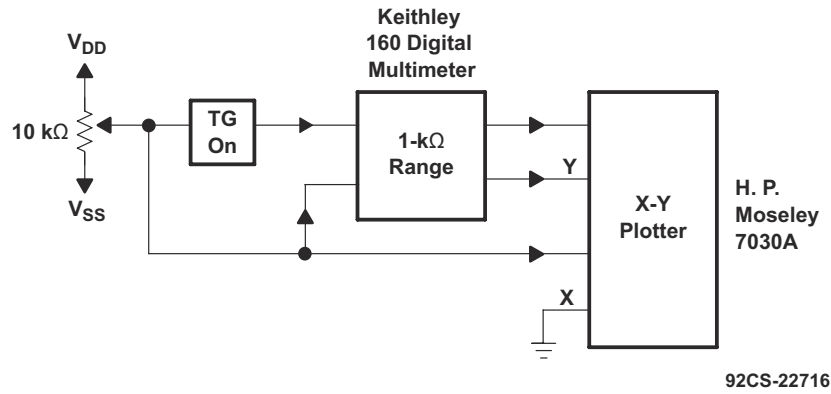 Keithley
160 Digital
Multimeter
VDD
10 kΩ
VSS
TG
On
1-kΩ
Range
Y
X
X-Y
Plotter
H. P.
Moseley
7030A
92CS-22716